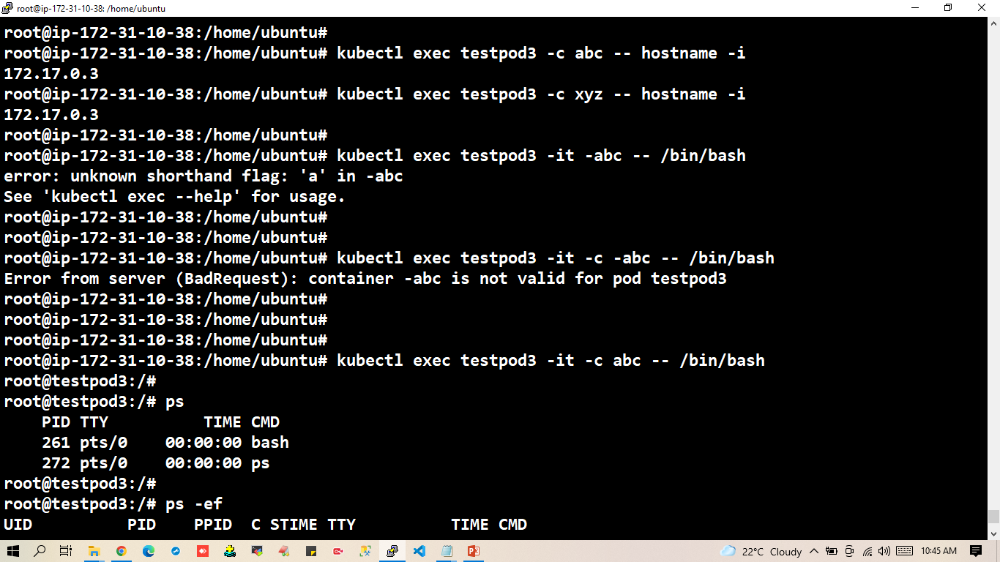 root@ip-172-31-10-38: /home/ubuntu
root@ip-172-31-10-38:/home/ubuntu#
root@ip-172-31-10-38:/home/ubuntu# kubectl exec testpod3 -c abc -- hostname -i
172.17.0.3
root@ip-172-31-10-38:/home/ubuntu# kubectl exec testpod3 -c xyz -- hostname -i
172.17.0.3
root@ip-172-31-10-38:/home/ubuntu#
root@ip-172-31-10-38:/home/ubuntu# kubectl exec testpod3 -it -abc -- /bin/bash
error: unknown shorthand flag: 'a' in -abc
See 'kubectl exec --help' for usage.
root@ip-172-31-10-38:/home/ubuntu#
root@ip-172-31-10-38:/home/ubuntu#
root@ip-172-31-10-38:/home/ubuntu# kubectl exec testpod3 -it -c -abc -- /bin/bash
Error from server (BadRequest): container -abc is not valid for pod testpod3
root@ip-172-31-10-38:/home/ubuntu#
root@ip-172-31-10-38:/home/ubuntu#
root@ip-172-31-10-38:/home/ubuntu#
root@ip-172-31-10-38:/home/ubuntu# kubectl exec testpod3 -it -c abc -- /bin/bash
root@testpod3:/#
root@testpod3:/# ps
    PID TTY          TIME CMD
    261 pts/0    00:00:00 bash
    272 pts/0    00:00:00 ps
root@testpod3:/#
root@testpod3:/# ps -ef
UID          PID    PPID  C STIME TTY          TIME CMD
22°C Cloudy 10:45 AM